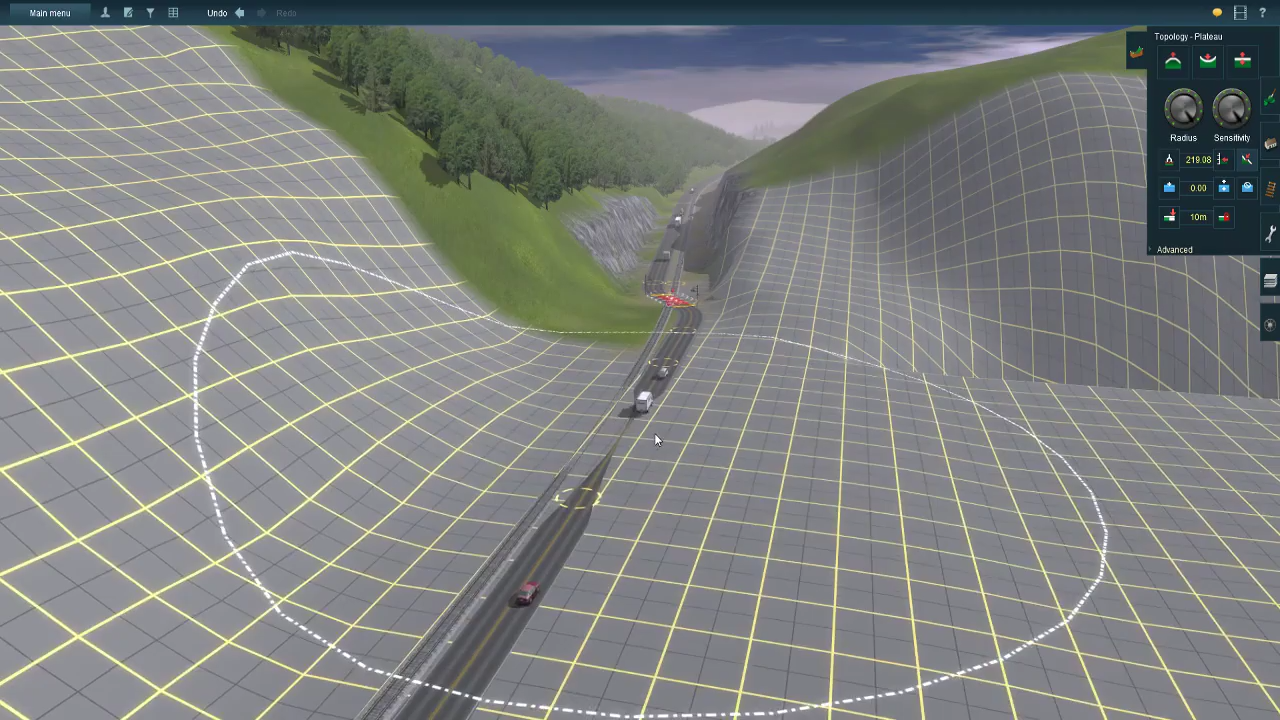 Main menu
Undo
Redo
?
Topology - Plateau
Radius
Sensitivity
219.08
0.00
10m
Advanced